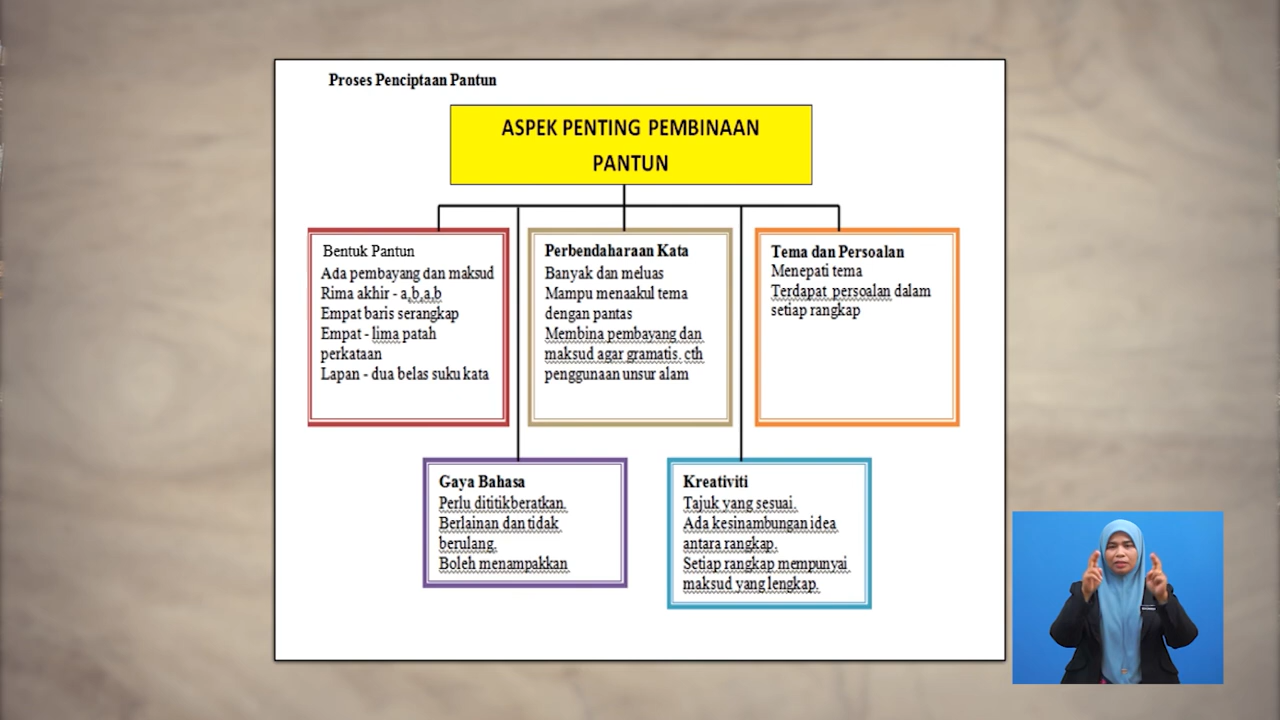 Proses Penciptaan Pantun
ASPEK PENTING PEMBINAAN
PANTUN
Bentuk Pantun
Ada pembayang dan maksud
Rima akhir - a,b,a,b
Empat baris serangkap
Empat - lima patah
perkataan
Lapan - dua belas suku kata
Perbendaharaan Kata
Banyak dan meluas
Mampu menaakul tema
dengan pantas
Membina pembayang dan
maksud agar gramatis. cth
penggunaan unsur alam
Tema dan Persoalan
Menepati tema
Terdapat persoalan dalam
setiap rangkap
Gaya Bahasa
Perlu dititikberatkan.
Berlainan dan tidak
berulang.
Boleh menampakkan
Kreativiti
Tajuk yang sesuai.
Ada kesinambungan idea
antara rangkap.
Setiap rangkap mempunyai
maksud yang lengkap.